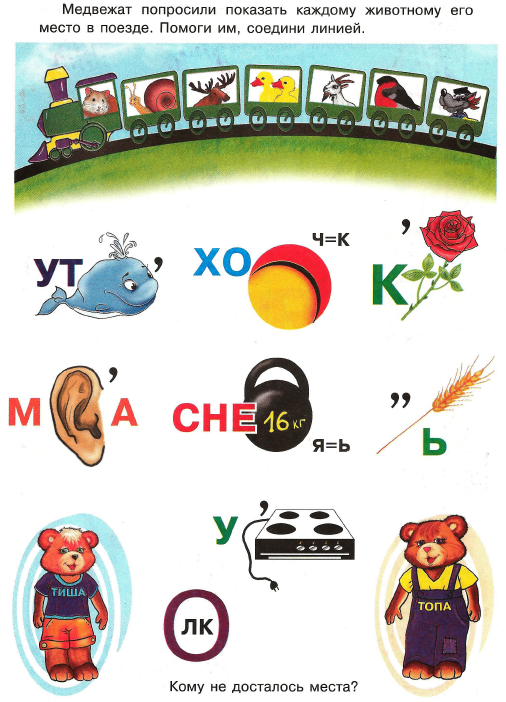 Медвежат попросили показать каждому животному его
место в поезде. Помоги им, соедини линией.
УТ ’
ХО Ч=К
’ К
М ’ А
СНЕ 16 кг Я=Ь
’’ Ь
У ’
ТИША
ЛК
ТОПА
Кому не досталось места?